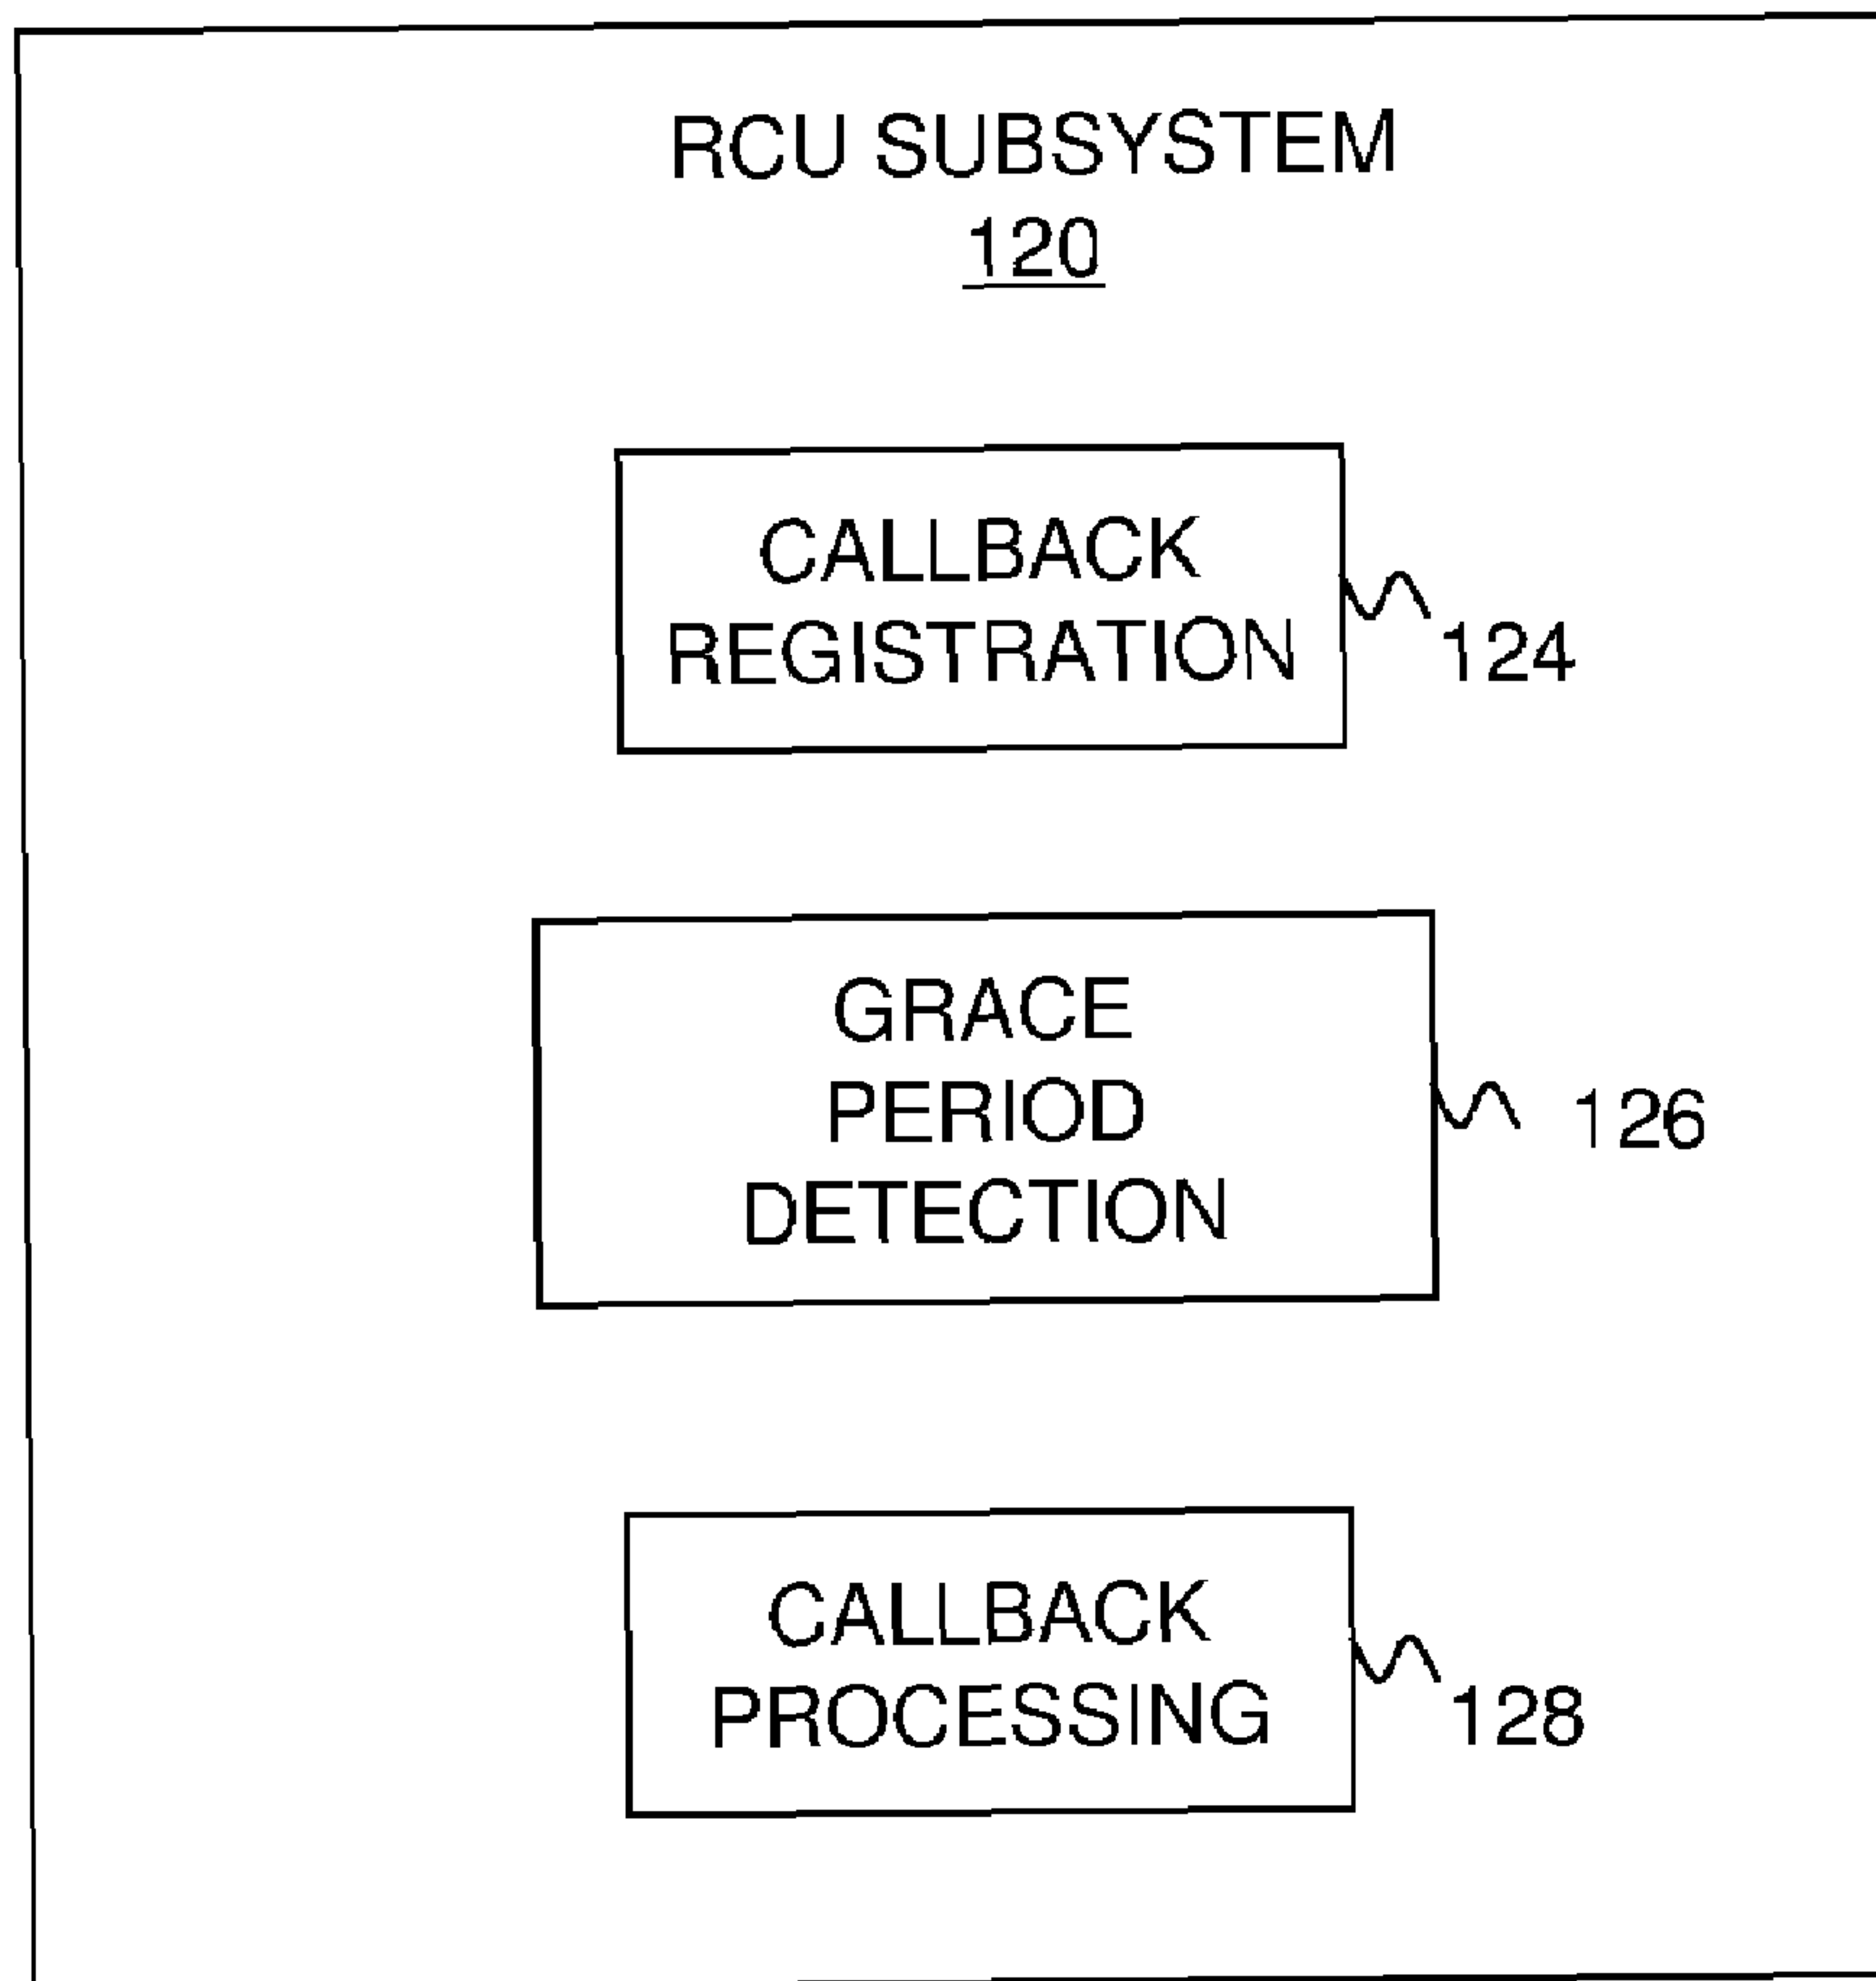 RCU SUBSYSTEM
120
CALLBACK
REGISTRATION
124
GRACE
PERIOD
DETECTION
126
CALLBACK
PROCESSING
128